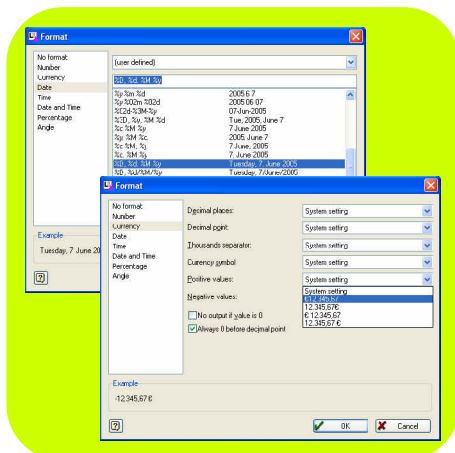 Format
No format
Number
Currency
Date
Time
Date and Time
Percentage
Angle
(user defined)
%D, %d. %M %y
%y %m %d 2005 6 7
%y %02m %02d 2005 06 07
07-Jun-2005
Tue, 2005, June 7
%c %M %y 7 June 2005
%y %M %c. 2005 June 7
%c %M, %y 7 June, 2005
%c, %M %y 7, June 2005
%D, %d. %M %y Tuesday, 7 June 2005
%D, %d/%M/%y Tuesday, 7/June/2005
Example
Tuesday, 7 June 20
Format
No format
Number
Currency
Date
Time
Date and Time
Percentage
Angle
Decimal places: System setting
Decimal point: System setting
Thousands separator: System setting
Currency symbol System setting
Positive values: System setting
Negative values:
System setting
€12.345,67
12.345,67€
€ 12.345,67
12.345,67 €
No output if value is 0
Always 0 before decimal point
Example
-12.345,67 €
OK Cancel